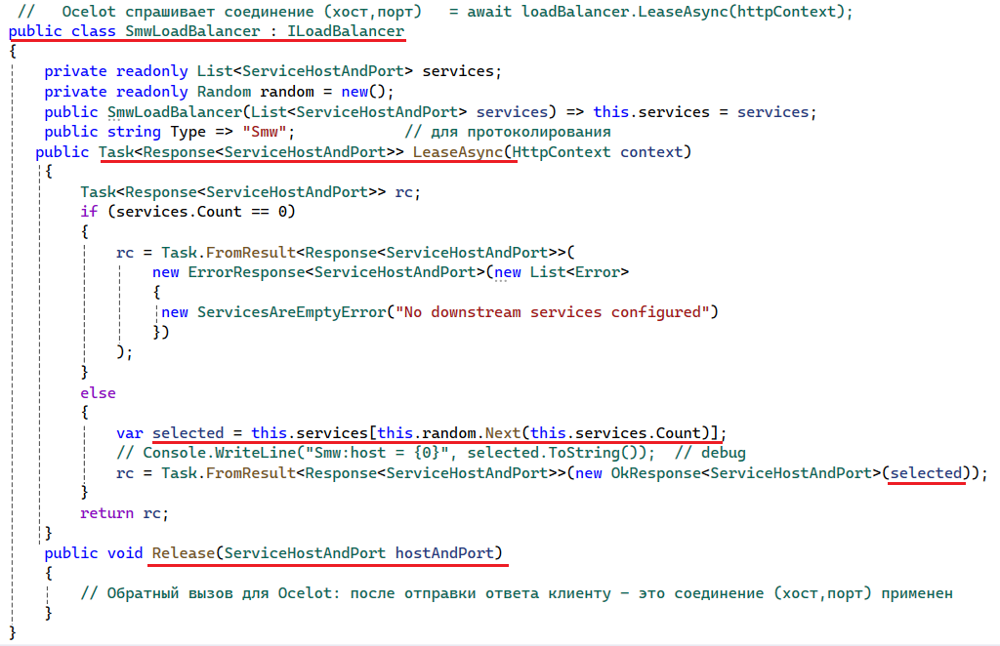 //   Ocelot спрашивает соединение (хост,порт)   = await loadBalancer.LeaseAsync(httpContext);
public class SmwLoadBalancer : ILoadBalancer
{
    private readonly List<ServiceHostAndPort> services;
    private readonly Random random = new();
    public SmwLoadBalancer(List<ServiceHostAndPort> services) => this.services = services;
    public string Type => "Smw";           // для протоколирования
   public Task<Response<ServiceHostAndPort>> LeaseAsync(HttpContext context)
    {
        Task<Response<ServiceHostAndPort>> rc;
        if (services.Count == 0)
        {
            rc = Task.FromResult<Response<ServiceHostAndPort>>(
                new ErrorResponse<ServiceHostAndPort>(new List<Error>
                {
                 new ServicesAreEmptyError("No downstream services configured")
                })
            );
        }
        else
        {
            var selected = this.services[this.random.Next(this.services.Count)];
            // Console.WriteLine("Smw:host = {0}", selected.ToString());  // debug
            rc = Task.FromResult<Response<ServiceHostAndPort>>(new OkResponse<ServiceHostAndPort>(selected));
        }
        return rc;
    }
    public void Release(ServiceHostAndPort hostAndPort)
    {
        // Обратный вызов для Ocelot: после отправки ответа клиенту – это соединение (хост,порт) применен
    }
}